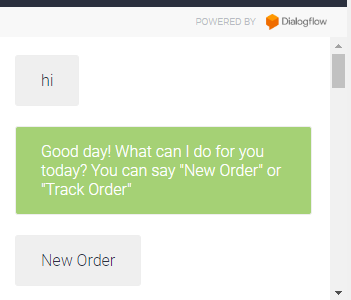 POWERED BY Dialogflow
hi
Good day! What can I do for you
today? You can say "New Order" or
"Track Order"
New Order